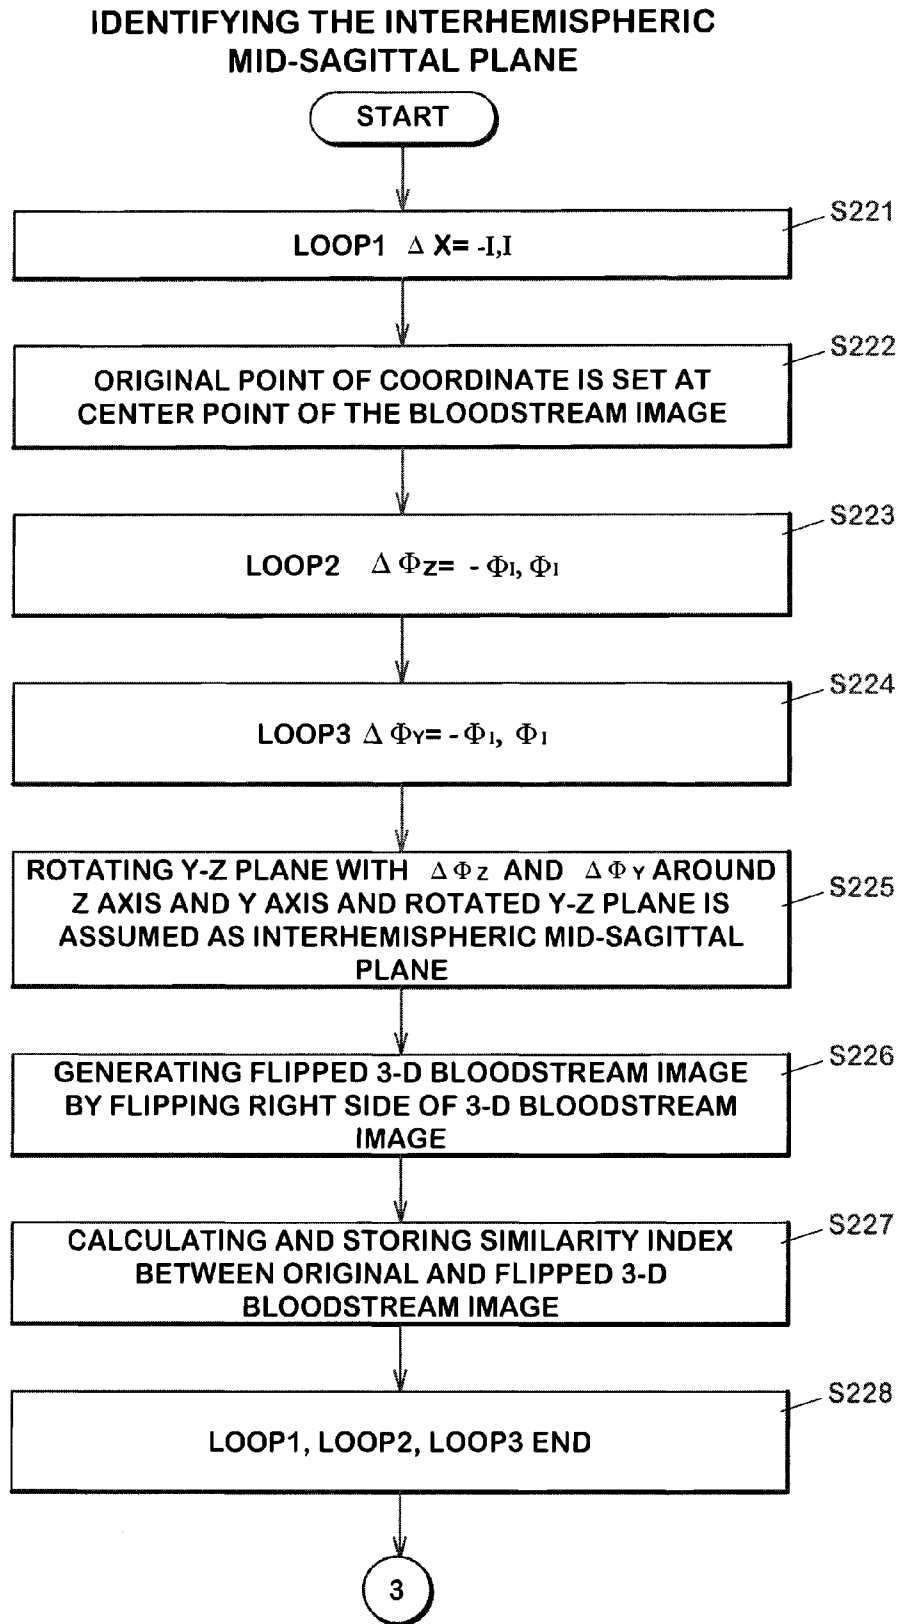 IDENTIFYING THE INTERHEMISPHERIC
MID-SAGITTAL PLANE
START
S221
LOOP1 Δ X= -I,I
S222
ORIGINAL POINT OF COORDINATE IS SET AT
CENTER POINT OF THE BLOODSTREAM IMAGE
S223
LOOP2 Δ ΦZ= - ΦI, ΦI
S224
LOOP3 Δ ΦY= - ΦI, ΦI
S225
ROTATING Y-Z PLANE WITH ΔΦZ AND ΔΦY AROUND
Z AXIS AND Y AXIS AND ROTATED Y-Z PLANE IS
ASSUMED AS INTERHEMISPHERIC MID-SAGITTAL
PLANE
S226
GENERATING FLIPPED 3-D BLOODSTREAM IMAGE
BY FLIPPING RIGHT SIDE OF 3-D BLOODSTREAM
IMAGE
S227
CALCULATING AND STORING SIMILARITY INDEX
BETWEEN ORIGINAL AND FLIPPED 3-D
BLOODSTREAM IMAGE
S228
LOOP1, LOOP2, LOOP3 END
3